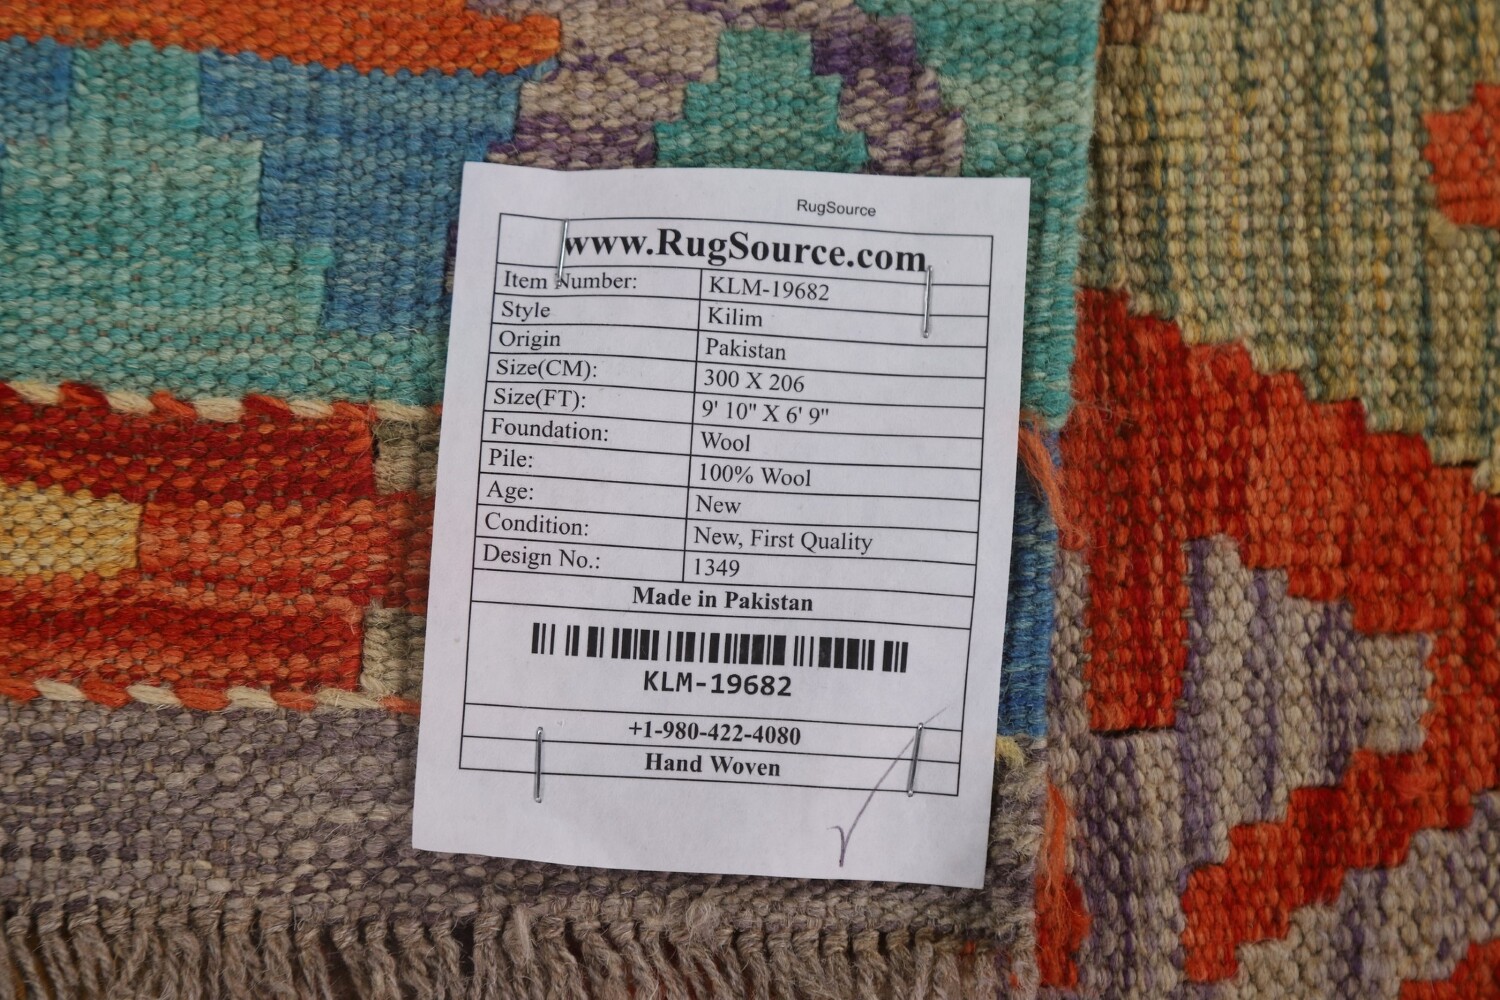 RugSource
www.RugSource.com
Item Number: KLM-19682
Style Kilim
Origin Pakistan
Size(CM): 300 X 206
Size(FT): 9' 10" X 6' 9"
Foundation: Wool
Pile: 100% Wool
Age: New
Condition: New, First Quality
Design No.: 1349
Made in Pakistan
KLM-19682
+1-980-422-4080
Hand Woven